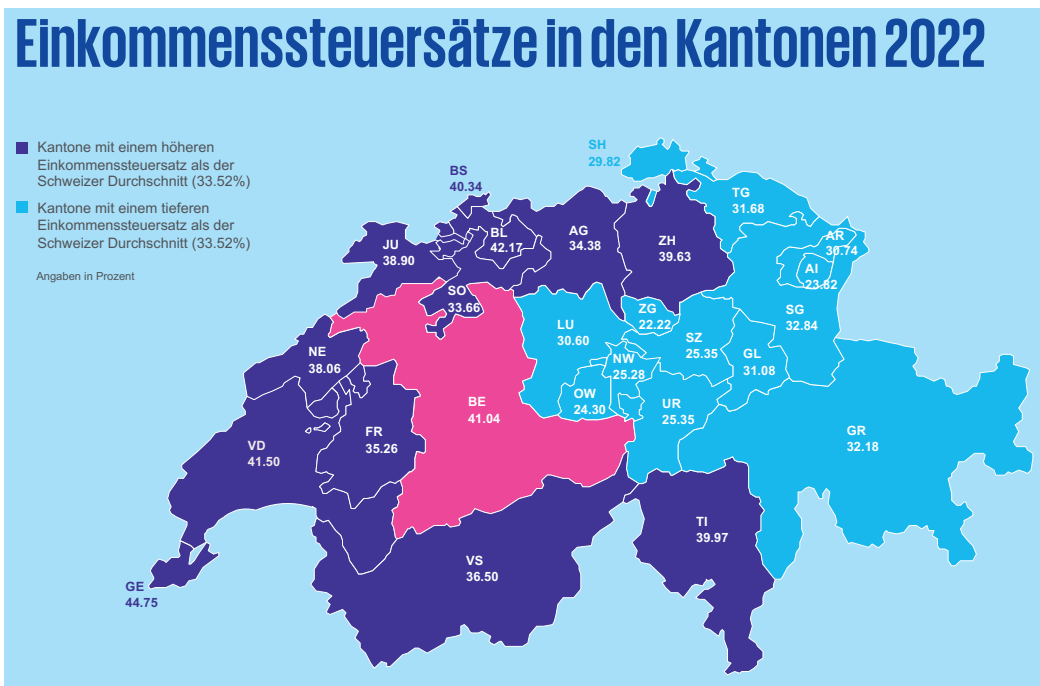 Einkommenssteuersätze in den Kantonen 2022
Kantone mit einem höheren
Einkommenssteuersatz als der
Schweizer Durchschnitt (33.52%)
Kantone mit einem tieferen
Einkommenssteuersatz als der
Schweizer Durchschnitt (33.52%)
Angaben in Prozent
SH
29.82
BS
40.34
TG
31.68
BL
42.17
AG
34.38
ZH
39.63
AR
30.74
JU
38.90
AI
23.82
SO
33.66
ZG
22.22
SG
32.84
LU
30.60
SZ
25.35
NE
38.06
NW
25.28
GL
31.08
OW
24.30
BE
41.04
UR
25.35
FR
35.26
GR
32.18
VD
41.50
TI
39.97
VS
36.50
GE
44.75